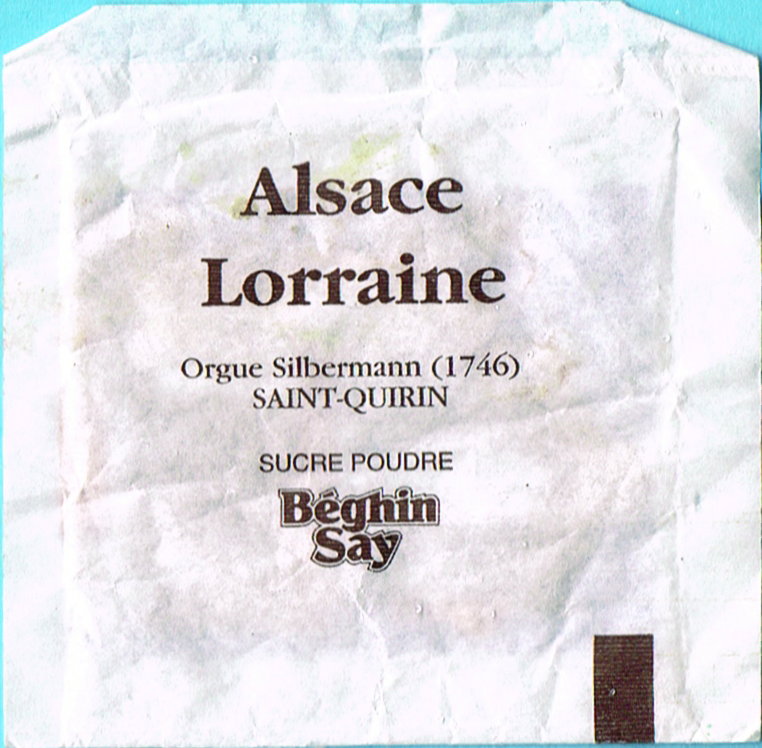 Alsace
Lorraine
Orgue Silbermann (1746)
SAINT-QUIRIN
SUCRE POUDRE
Béghin
Say